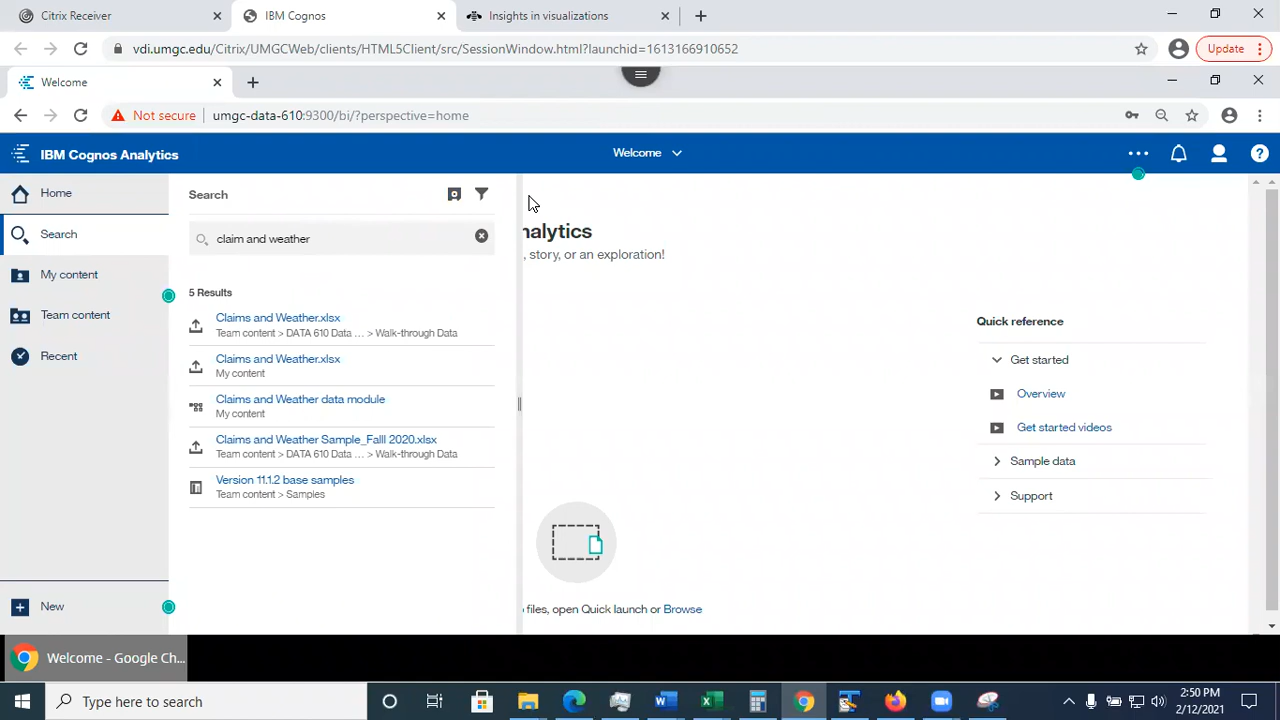 Citrix Receiver
IBM Cognos
Insights in visualizations
vdi.umgc.edu/Citrix/UMGCWeb/clients/HTML5Client/src/SessionWindow.html?launchid=1613166910652
Update
Welcome
Not secure
umgc-data-610:9300/bi/?perspective=home
IBM Cognos Analytics
Welcome
Home
Search
My content
Team content
Recent
New
Search
claim and weather
5 Results
Claims and Weather.xlsx
Team content > DATA 610 Data ... > Walk-through Data
Claims and Weather.xlsx
My content
Claims and Weather data module
My content
Claims and Weather Sample_Falll 2020.xlsx
Team content > DATA 610 Data ... > Walk-through Data
Version 11.1.2 base samples
Team content > Samples
nalytics
, story, or an exploration!
files, open Quick launch or Browse
Quick reference
Get started
Overview
Get started videos
Sample data
Support
Welcome - Google Ch...
Type here to search
2:50 PM
2/12/2021